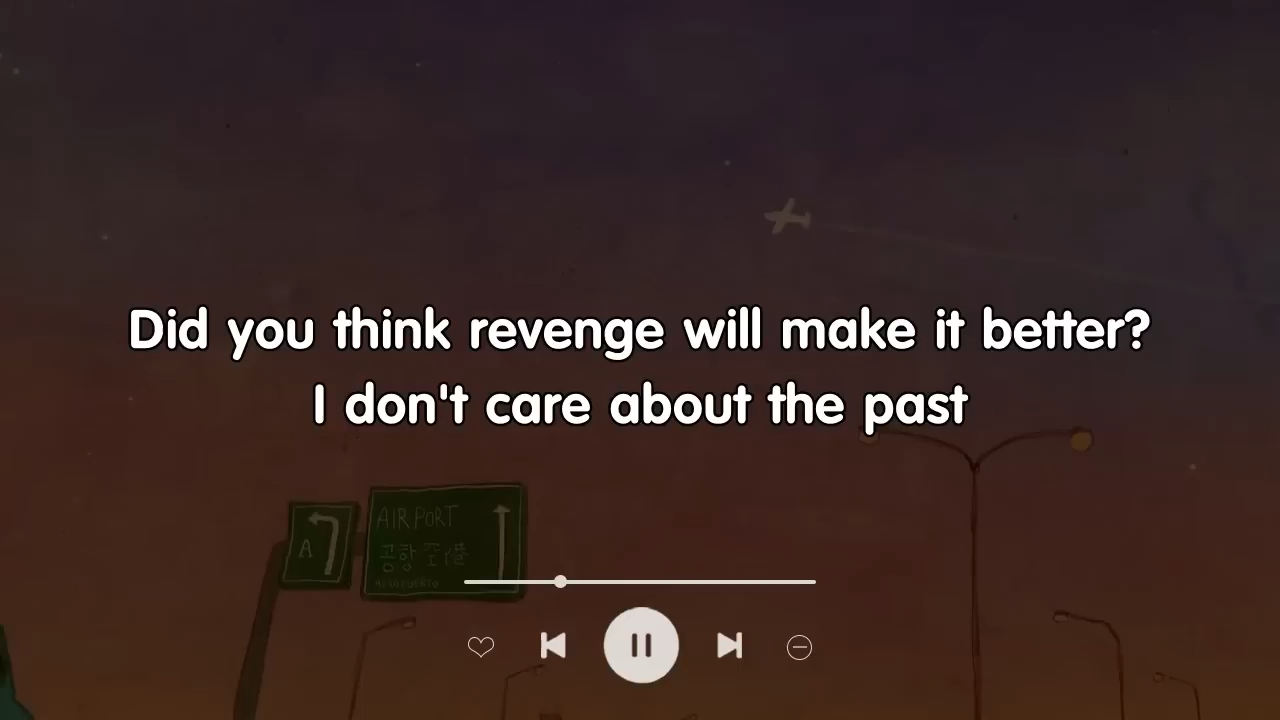 Did you think revenge will make it better?
I don't care about the past
AIRPORT
A
공항